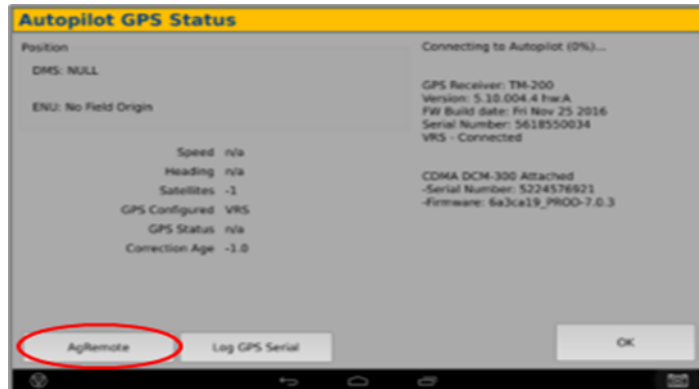 Autopilot GPS Status
Position
DMS: NULL
ENU: No Field Origin
Speed n/a
Heading n/a
Satellites -1
GPS Configured VRS
GPS Status n/a
Correction Age -1.0
Connecting to Autopilot (0%)...
GPS Receiver: TM-200
Version: 5.10.004.4 hw:A
FW Build date: Fri Nov 25 2016
Serial Number: 5618550034
VRS - Connected
CDMA DCM-300 Attached
-Serial Number: 5224576921
-Firmware: 6a3ca19_PROD-7.0.3
AgRemote
Log GPS Serial
OK